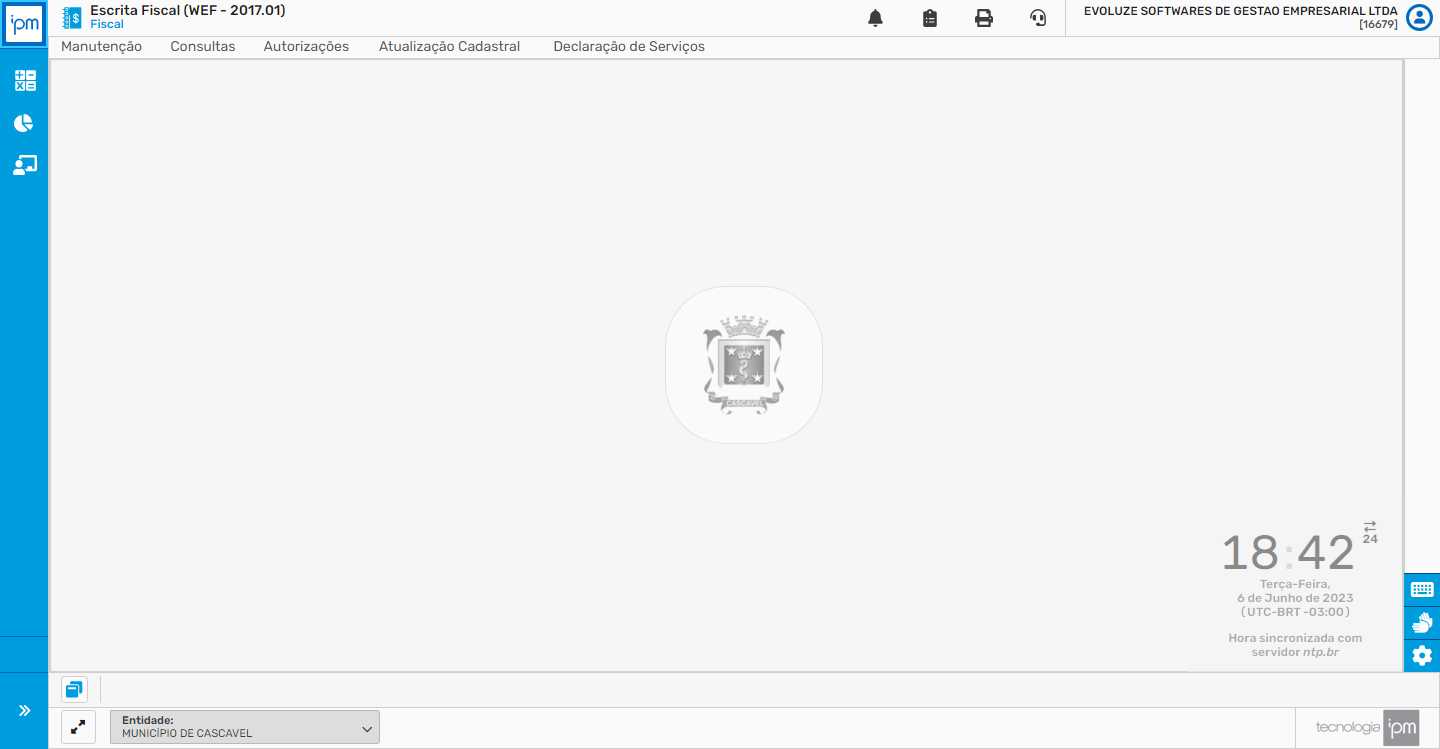 ipm
Escrita Fiscal (WEF - 2017.01)
Fiscal
EVOLUZE SOFTWARES DE GESTAO EMPRESARIAL LTDA
[16679]
Manutenção Consultas Autorizações Atualização Cadastral Declaração de Serviços
CASCAVEL
18:42
24
Terça-Feira,
6 de Junho de 2023
(UTC-BRT -03:00)
Hora sincronizada com
servidor ntp.br
Entidade:
MUNICÍPIO DE CASCAVEL
tecnologia ipm